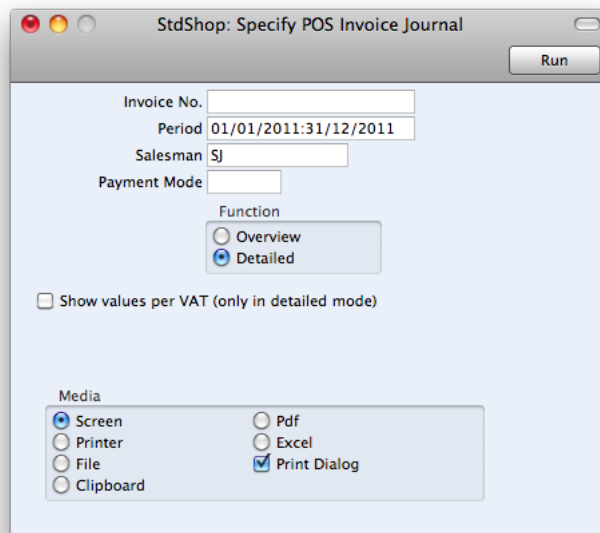 StdShop: Specify POS Invoice Journal
Run
Invoice No.
Period 01/01/2011:31/12/2011
Salesman SJ
Payment Mode
Function
Overview
Detailed
Show values per VAT (only in detailed mode)
Media
Screen Pdf
Printer Excel
File Print Dialog
Clipboard